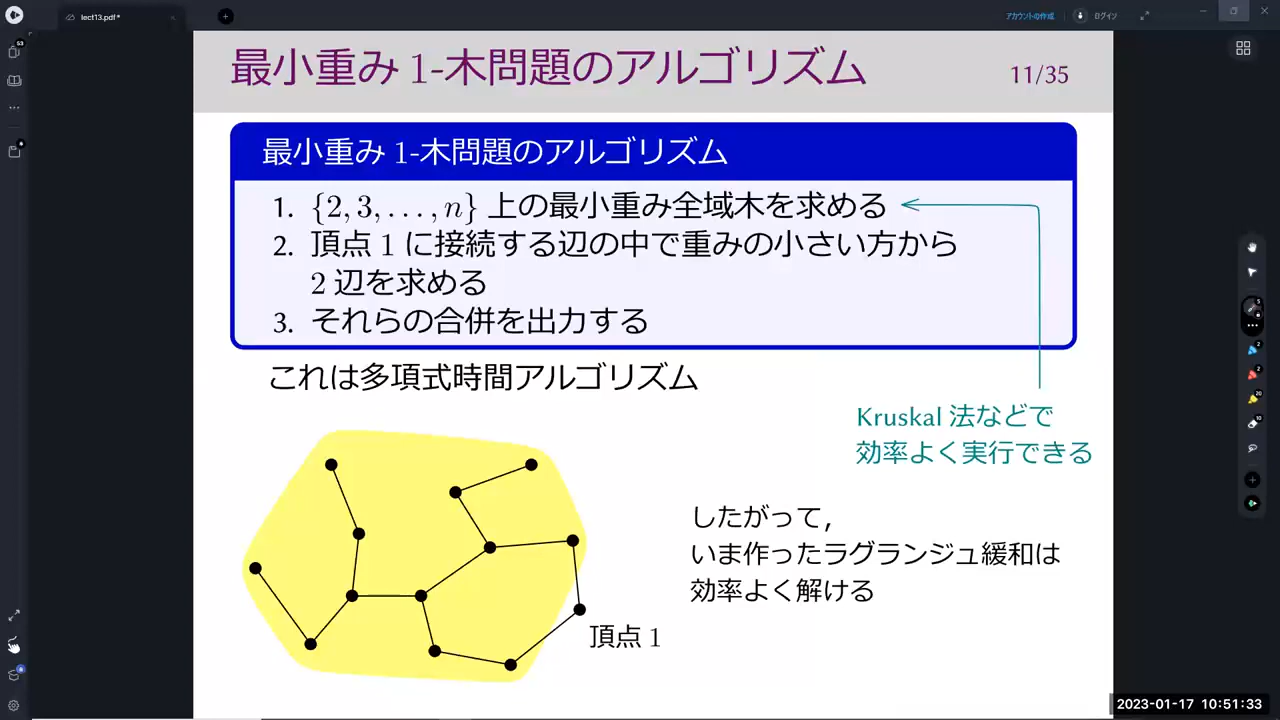 lect13.pdf*
アカウントの作成
ログイン
53
最小重み 1-木問題のアルゴリズム
11/35
最小重み 1-木問題のアルゴリズム
1. {2, 3, . . . , n} 上の最小重み全域木を求める
2. 頂点 1 に接続する辺の中で重みの小さい方から
2 辺を求める
3. それらの合併を出力する
これは多項式時間アルゴリズム
Kruskal 法などで
効率よく実行できる
したがって,
いま作ったラグランジュ緩和は
効率よく解ける
頂点 1
2023-01-17 10:51:33